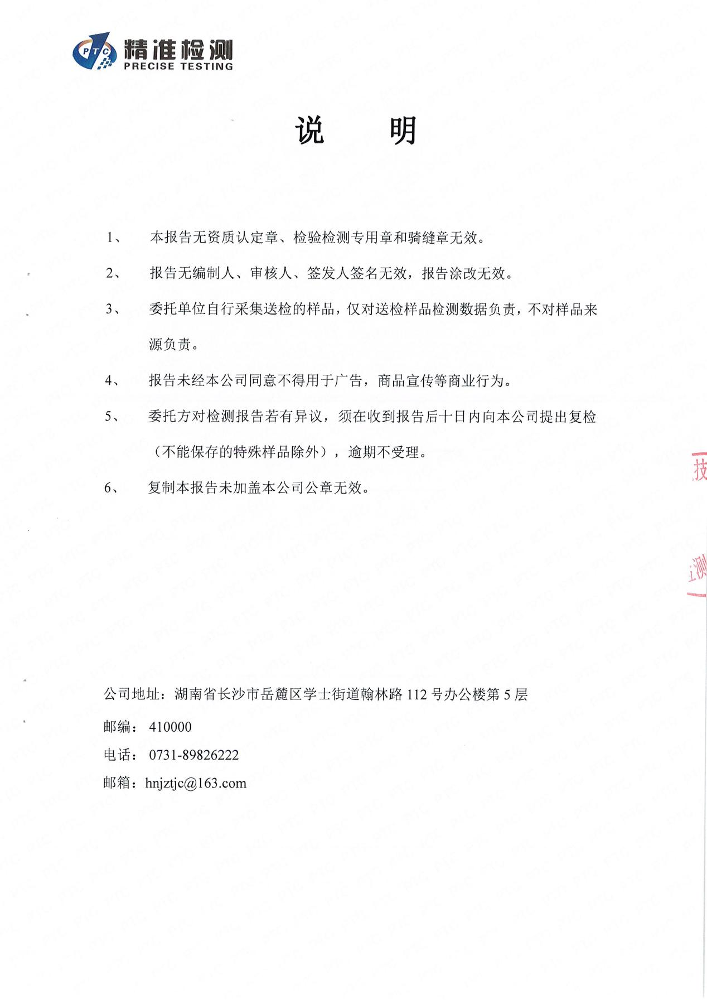 PTC 精准检测
PRECISE TESTING
说 明
1、 本报告无资质认定章、检验检测专用章和骑缝章无效。
2、 报告无编制人、审核人、签发人签名无效，报告涂改无效。
3、 委托单位自行采集送检的样品，仅对送检样品检测数据负责，不对样品来
源负责。
4、 报告未经本公司同意不得用于广告，商品宣传等商业行为。
5、 委托方对检测报告若有异议，须在收到报告后十日内向本公司提出复检
（不能保存的特殊样品除外），逾期不受理。
6、 复制本报告未加盖本公司公章无效。
技
测
公司地址：湖南省长沙市岳麓区学士街道翰林路 112 号办公楼第 5 层
邮编： 410000
电话： 0731-89826222
邮箱：hnjztjc@163.com